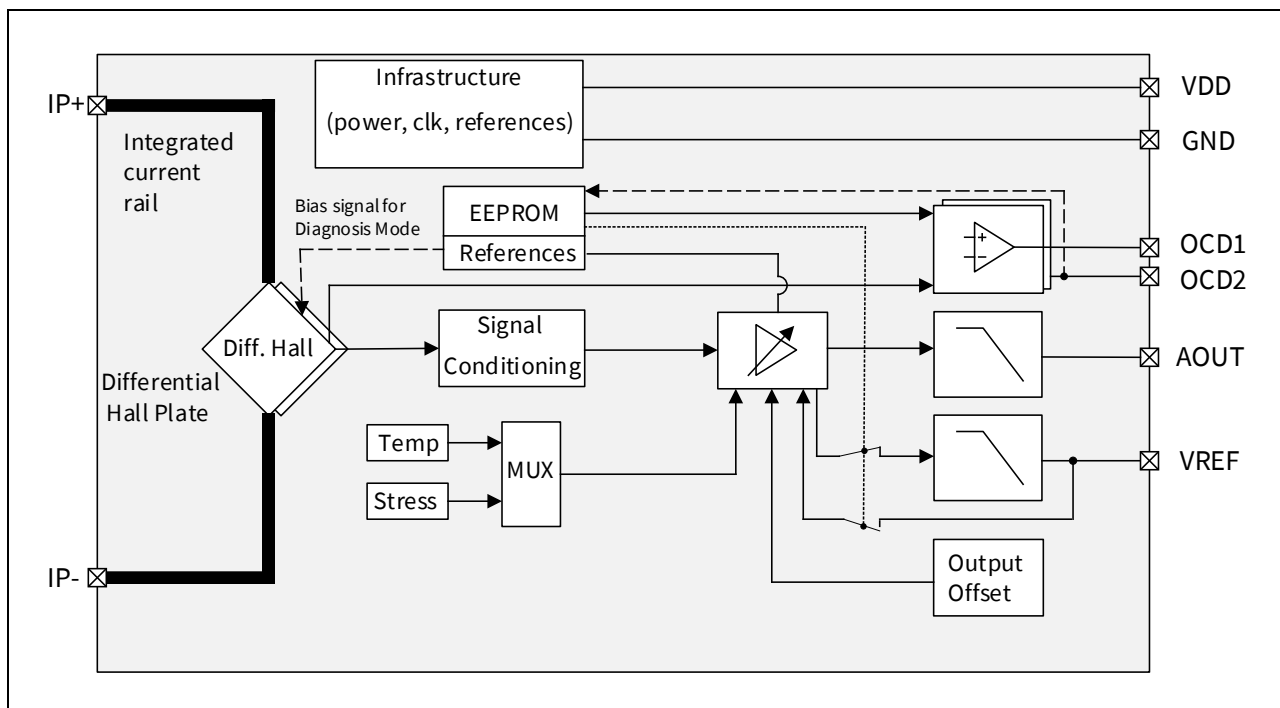 Infrastructure
(power, clk, references)
VDD
IP+
GND
Integrated
current
rail
Bias signal for
Diagnosis Mode
EEPROM
References
+
−
OCD1
OCD2
Diff. Hall
Signal
Conditioning
AOUT
Differential
Hall Plate
Temp
MUX
Stress
VREF
IP-
Output
Offset